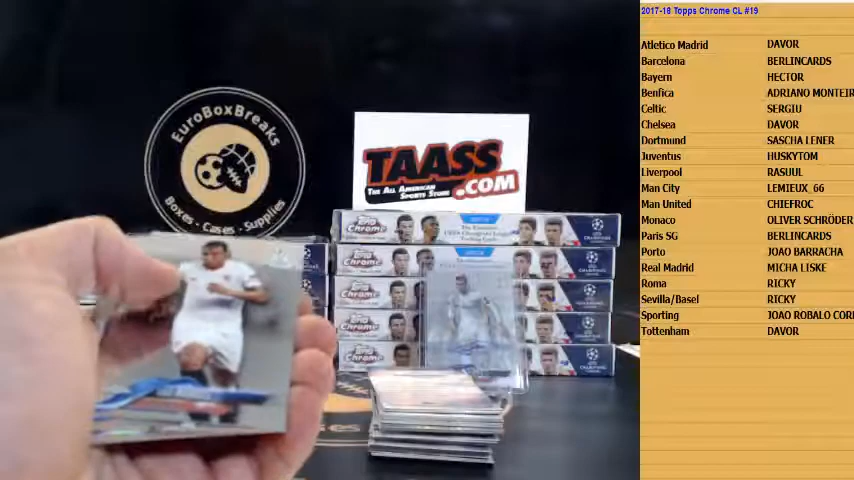 2017-18 Topps Chrome CL #19
Atletico Madrid DAVOR
Barcelona BERLINCARDS
Bayern HECTOR
Benfica ADRIANO MONTEIR
Celtic SERGIU
Chelsea DAVOR
Dortmund SASCHA LENER
Juventus HUSKYTOM
Liverpool RASUUL
Man City LEMIEUX_66
Man United CHIEFROC
Monaco OLIVER SCHRÖDER
Paris SG BERLINCARDS
Porto JOAO BARRACHA
Real Madrid MICHA LISKE
Roma RICKY
Sevilla/Basel RICKY
Sporting JOAO ROBALO COR
Tottenham DAVOR
EuroBoxBreaks
Boxes - Cases - Supplies
TAASS
THE ALL AMERICAN
SPORTS STORE
.COM
Topps
Chrome
Topps
Chrome
Topps
Chrome
Topps
Chrome
Topps
Chrome
CHAMPIONS